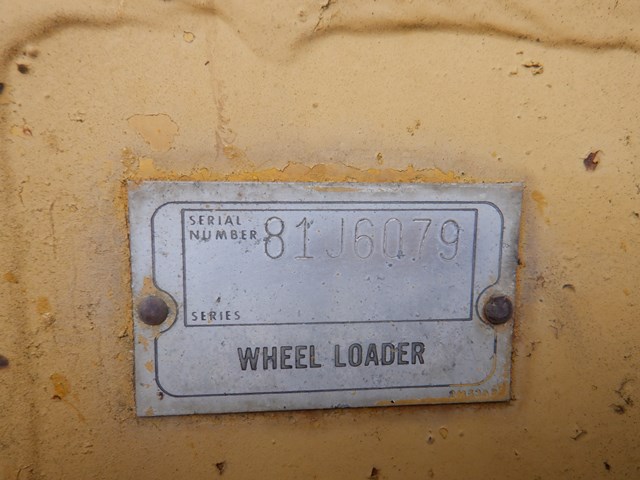 SERIAL
NUMBER 81J6079
SERIES
WHEEL LOADER